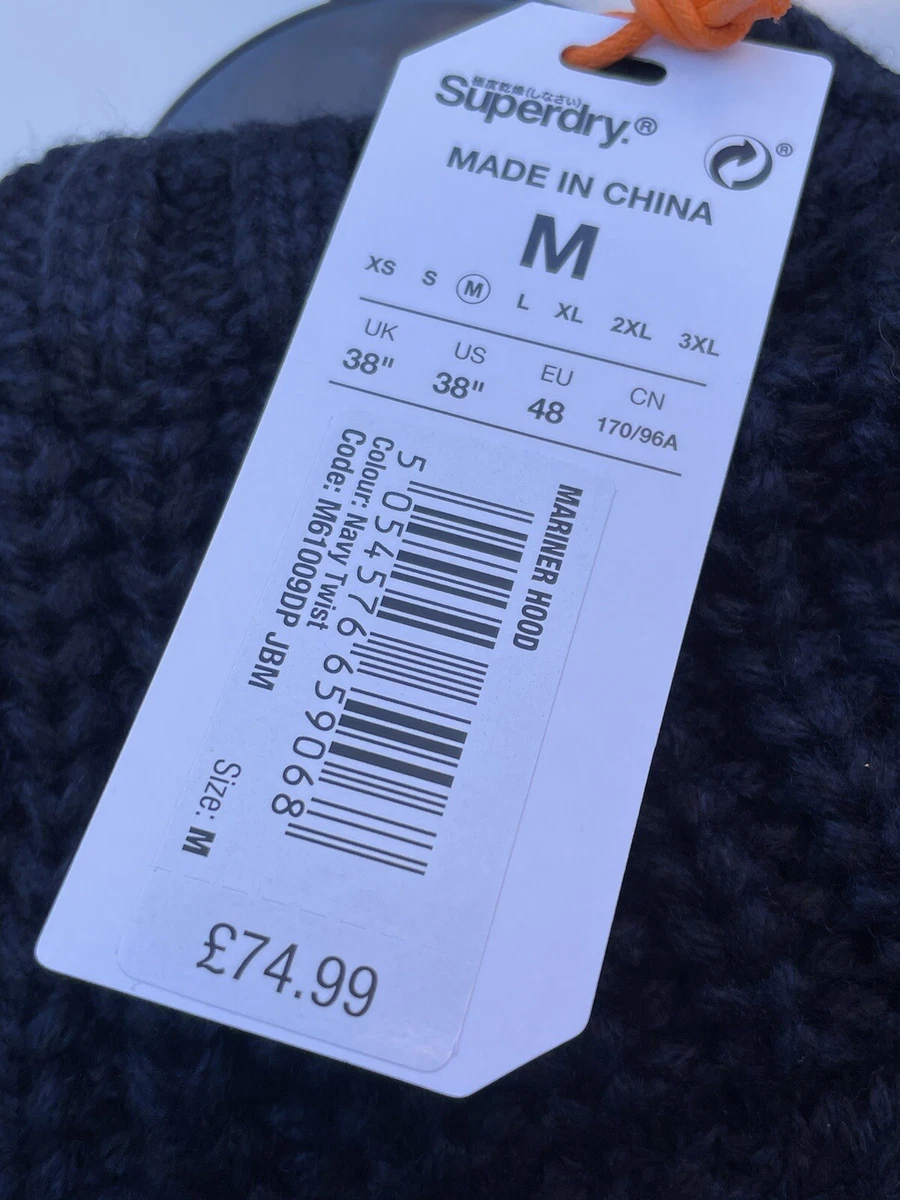 極度乾燥(しなさい)
Superdry.®
®
MADE IN CHINA
M
XS S M L XL 2XL 3XL
UK US EU CN
38" 38" 48 170/96A
MARINER HOOD
5 054576 659068
Colour: Navy Twist
Code: M61009DP JBM
Size: M
£74.99